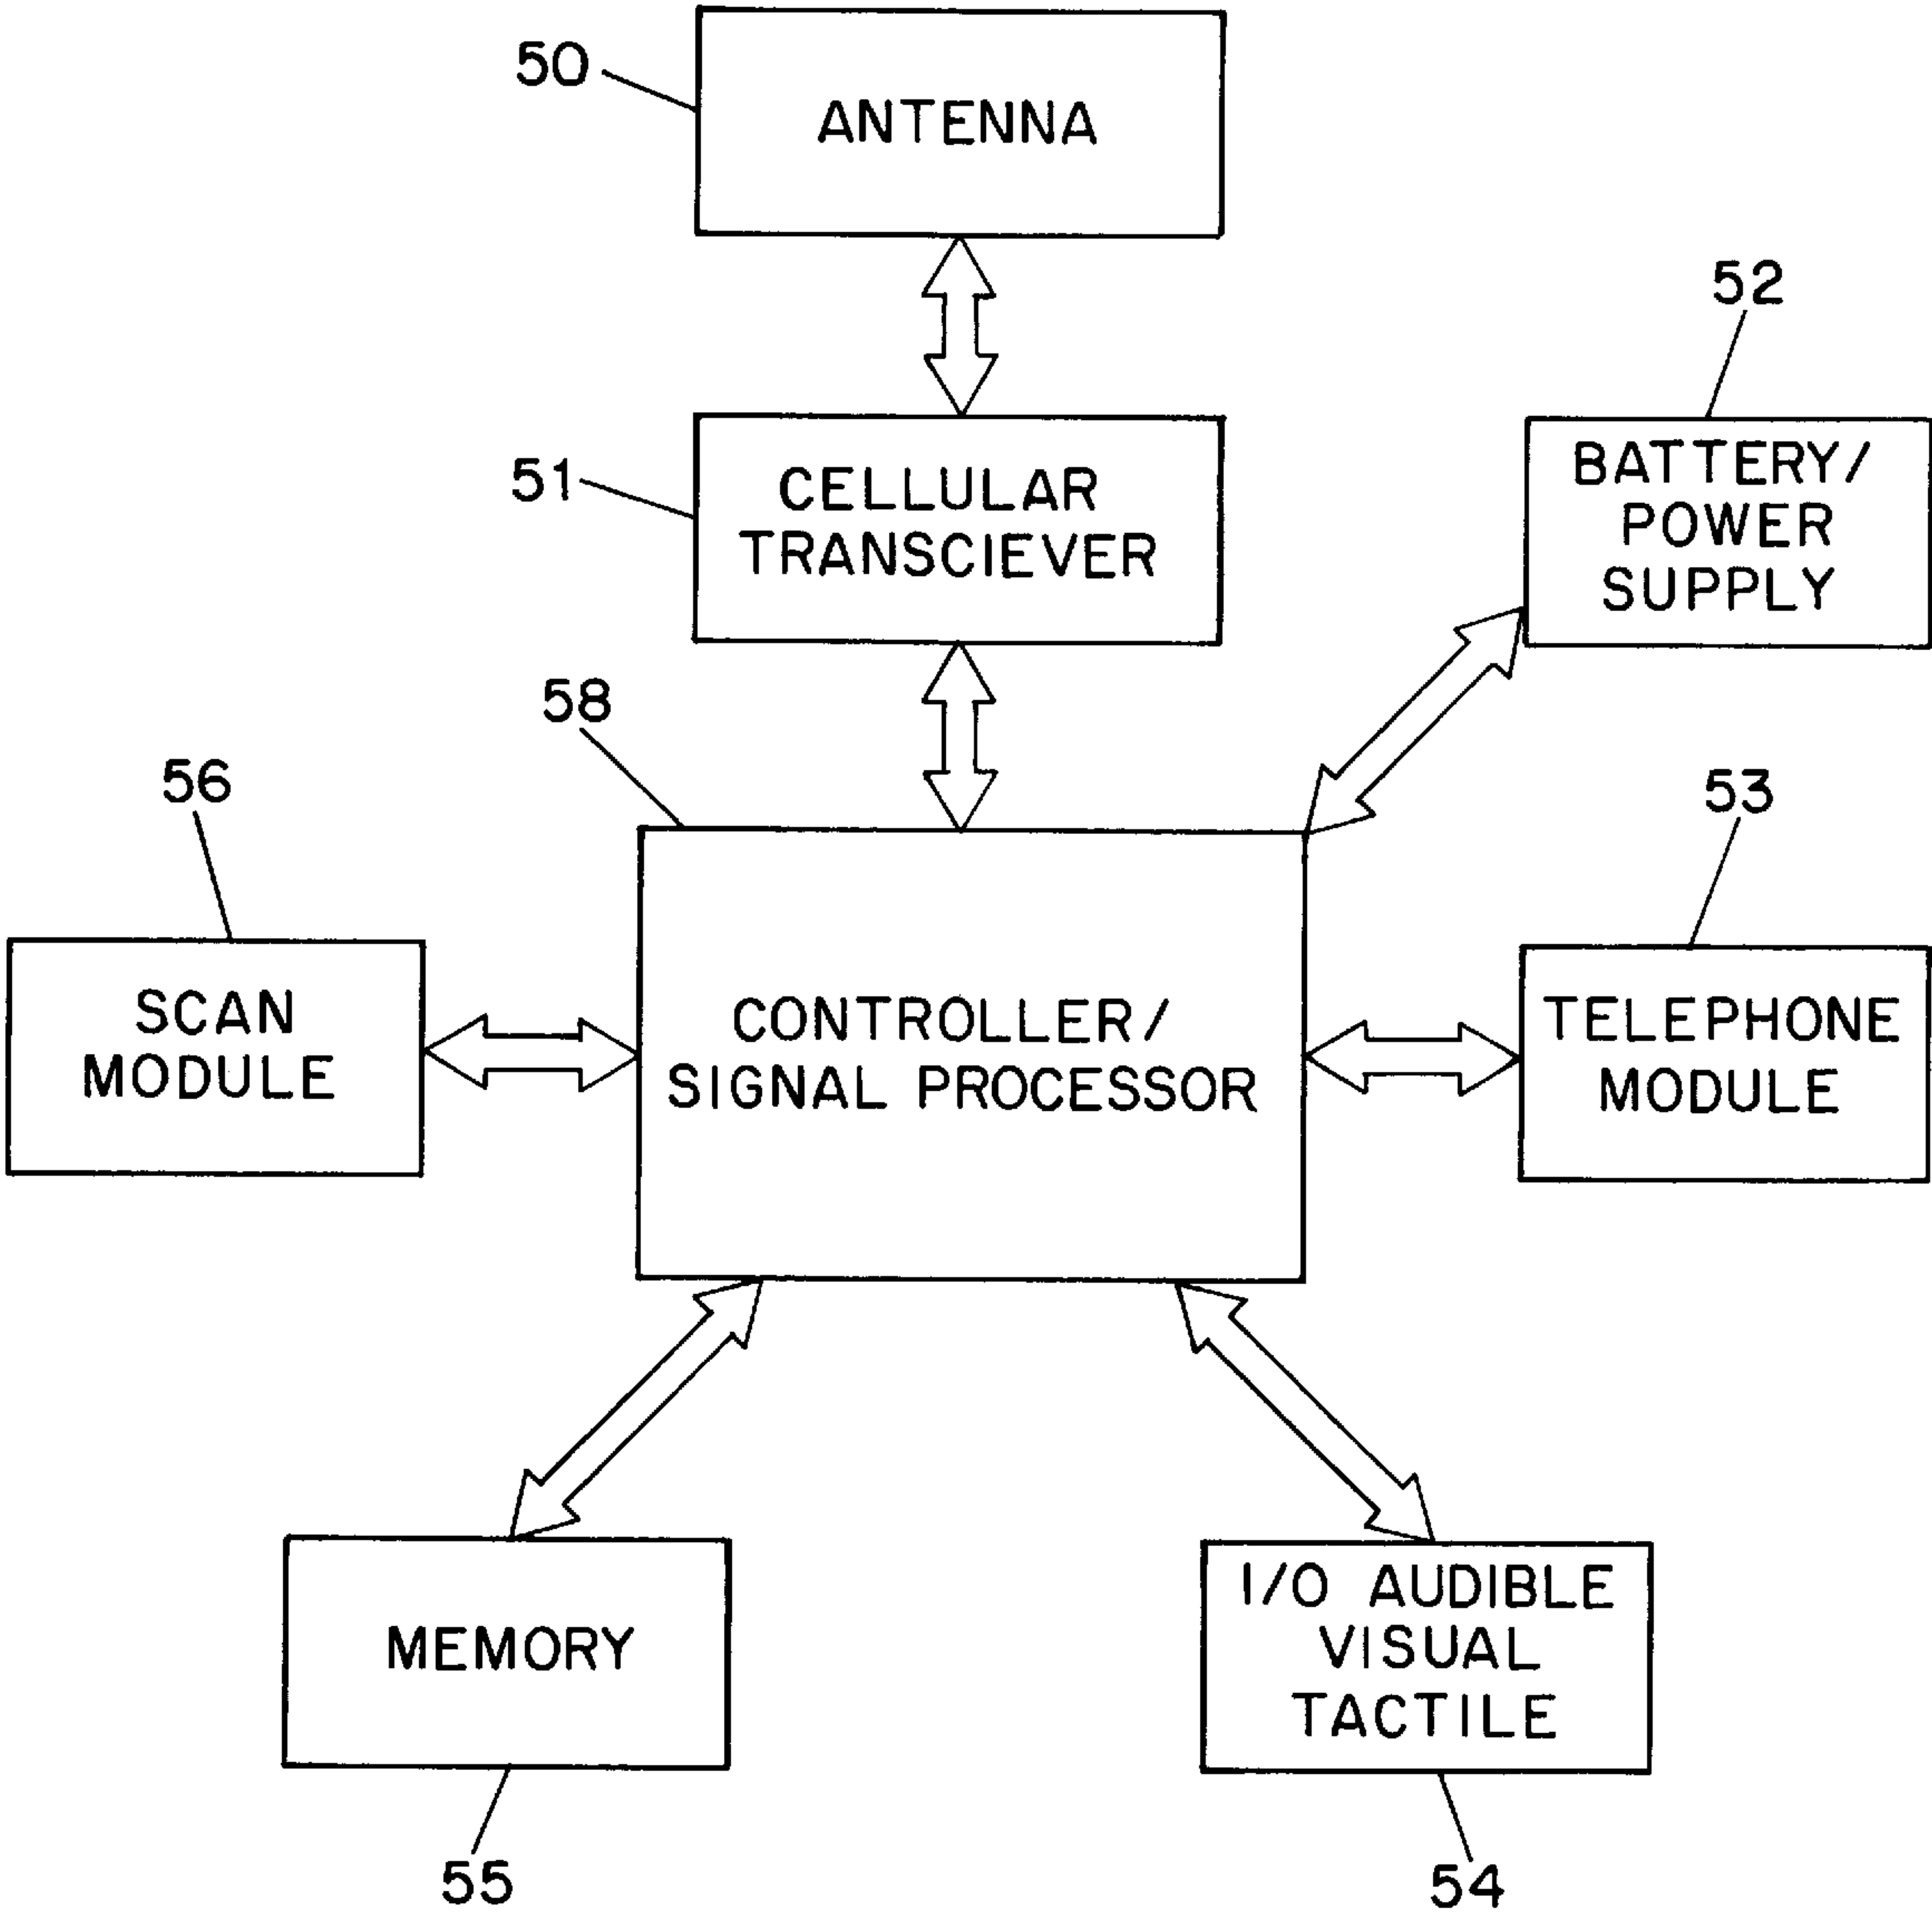 50
ANTENNA
52
51
CELLULAR
TRANSCIEVER
BATTERY/
POWER
SUPPLY
58
56
53
SCAN
MODULE
CONTROLLER/
SIGNAL PROCESSOR
TELEPHONE
MODULE
MEMORY
I/O AUDIBLE
VISUAL
TACTILE
55
54